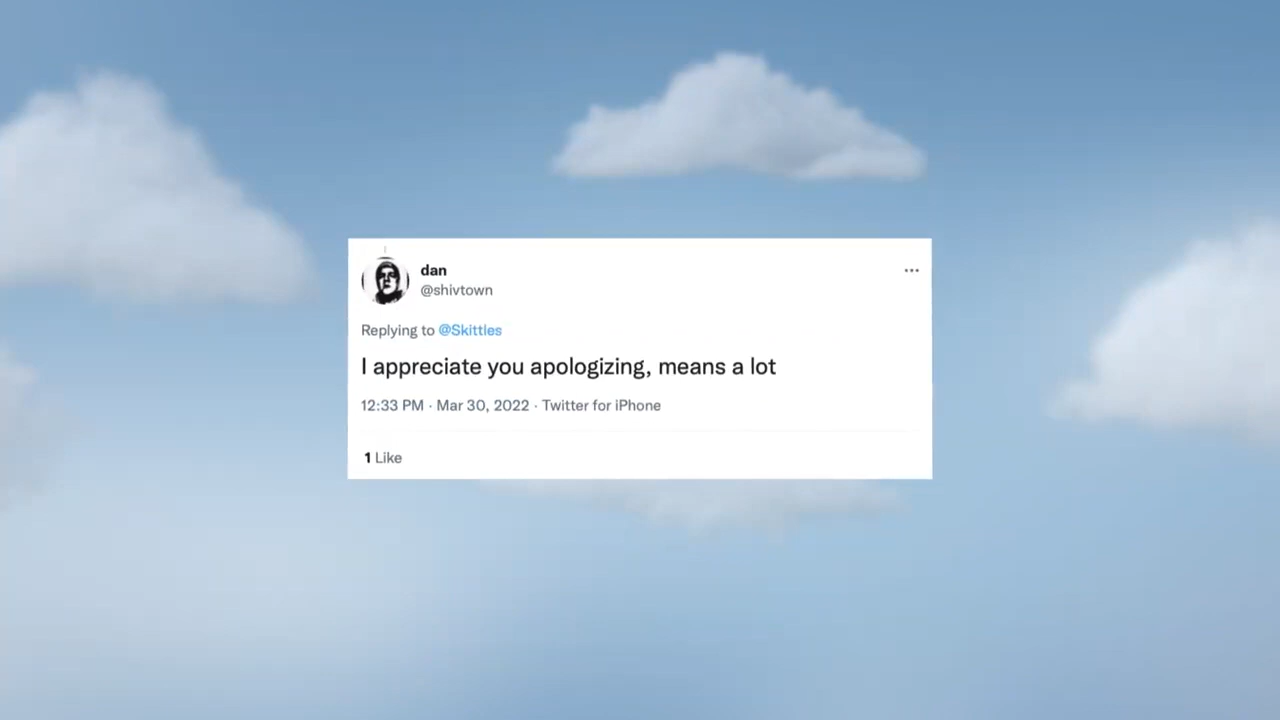 dan
@shivtown
Replying to @Skittles
I appreciate you apologizing, means a lot
12:33 PM · Mar 30, 2022 · Twitter for iPhone
1 Like